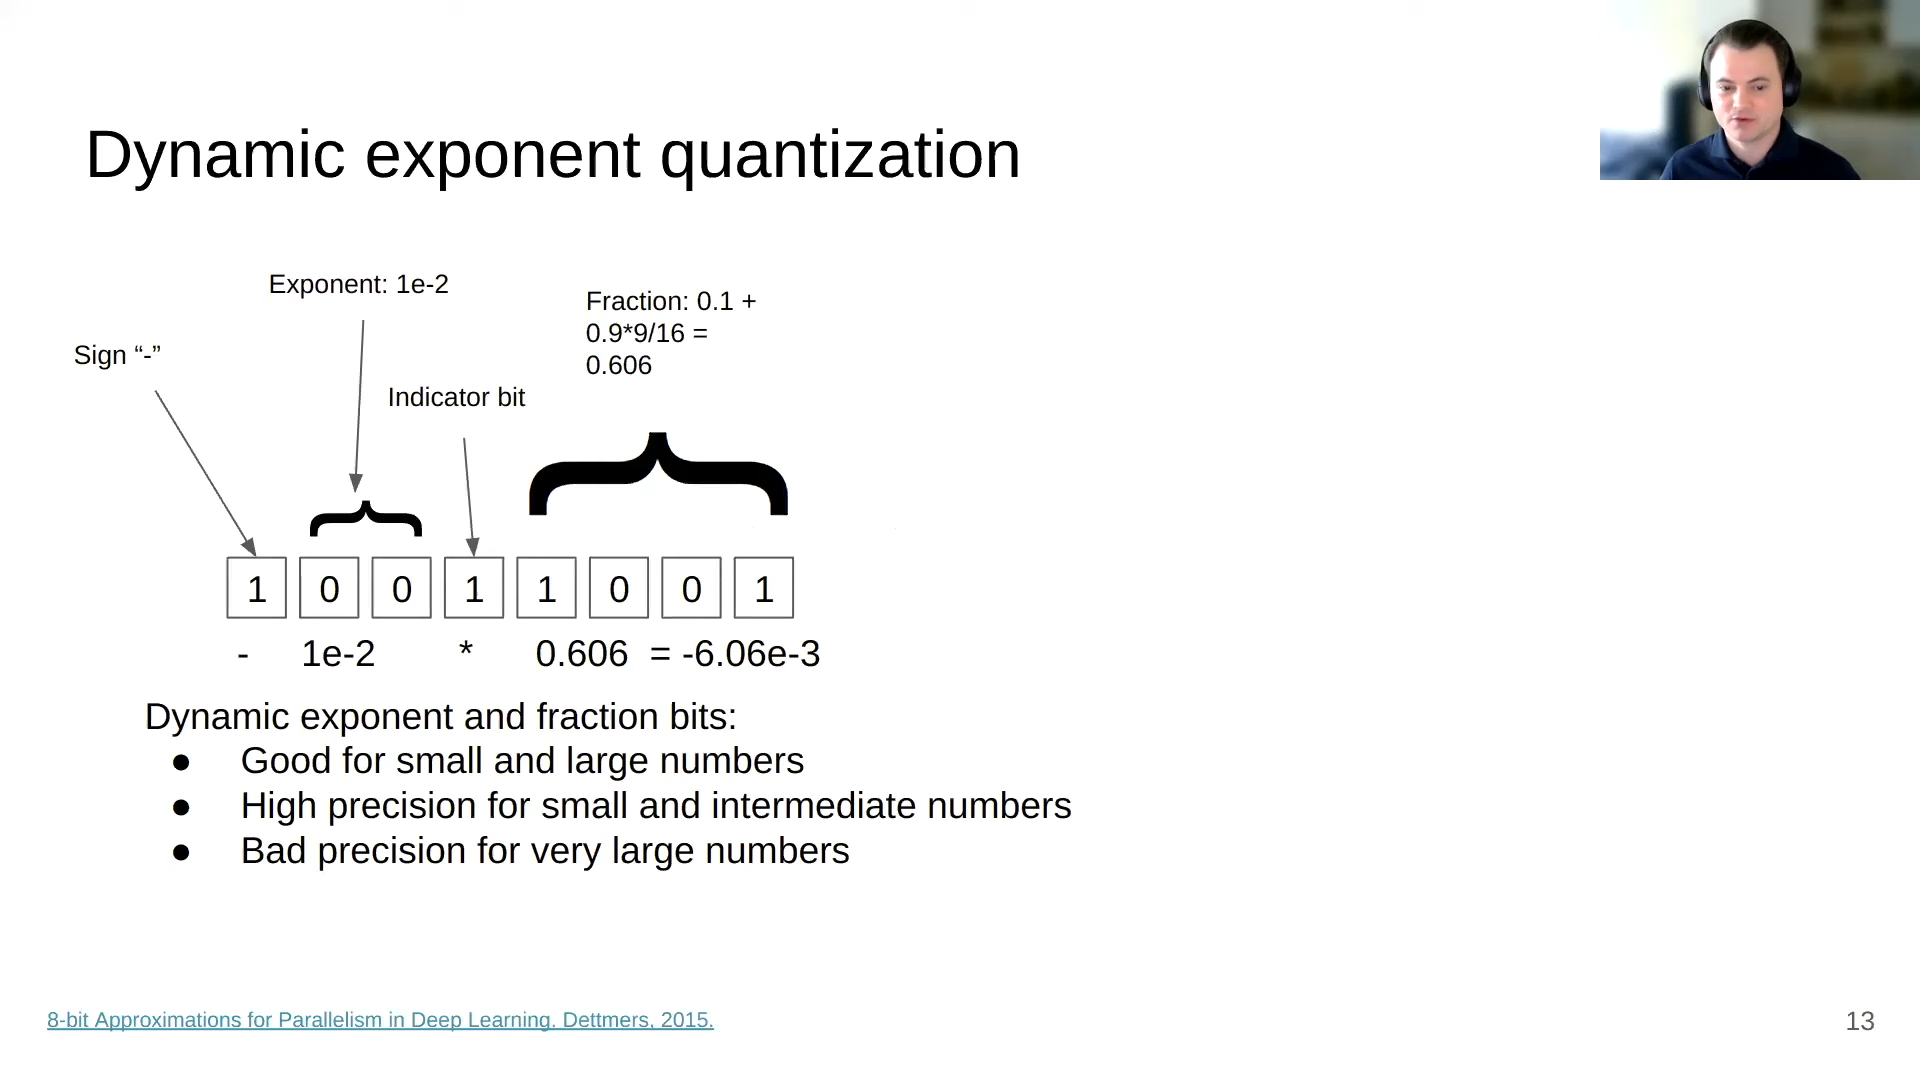 Dynamic exponent quantization
Exponent: 1e-2
Fraction: 0.1 +
0.9*9/16 =
0.606
Sign “-”
Indicator bit
1 0 0 1 1 0 0 1
- 1e-2 * 0.606 = -6.06e-3
Dynamic exponent and fraction bits:
● Good for small and large numbers
● High precision for small and intermediate numbers
● Bad precision for very large numbers
8-bit Approximations for Parallelism in Deep Learning. Dettmers, 2015.
13